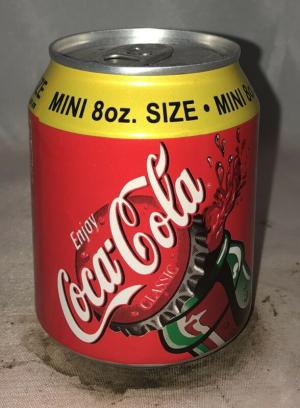 MINI 8oz. SIZE • MINI
Enjoy
Coca-Cola
CLASSIC